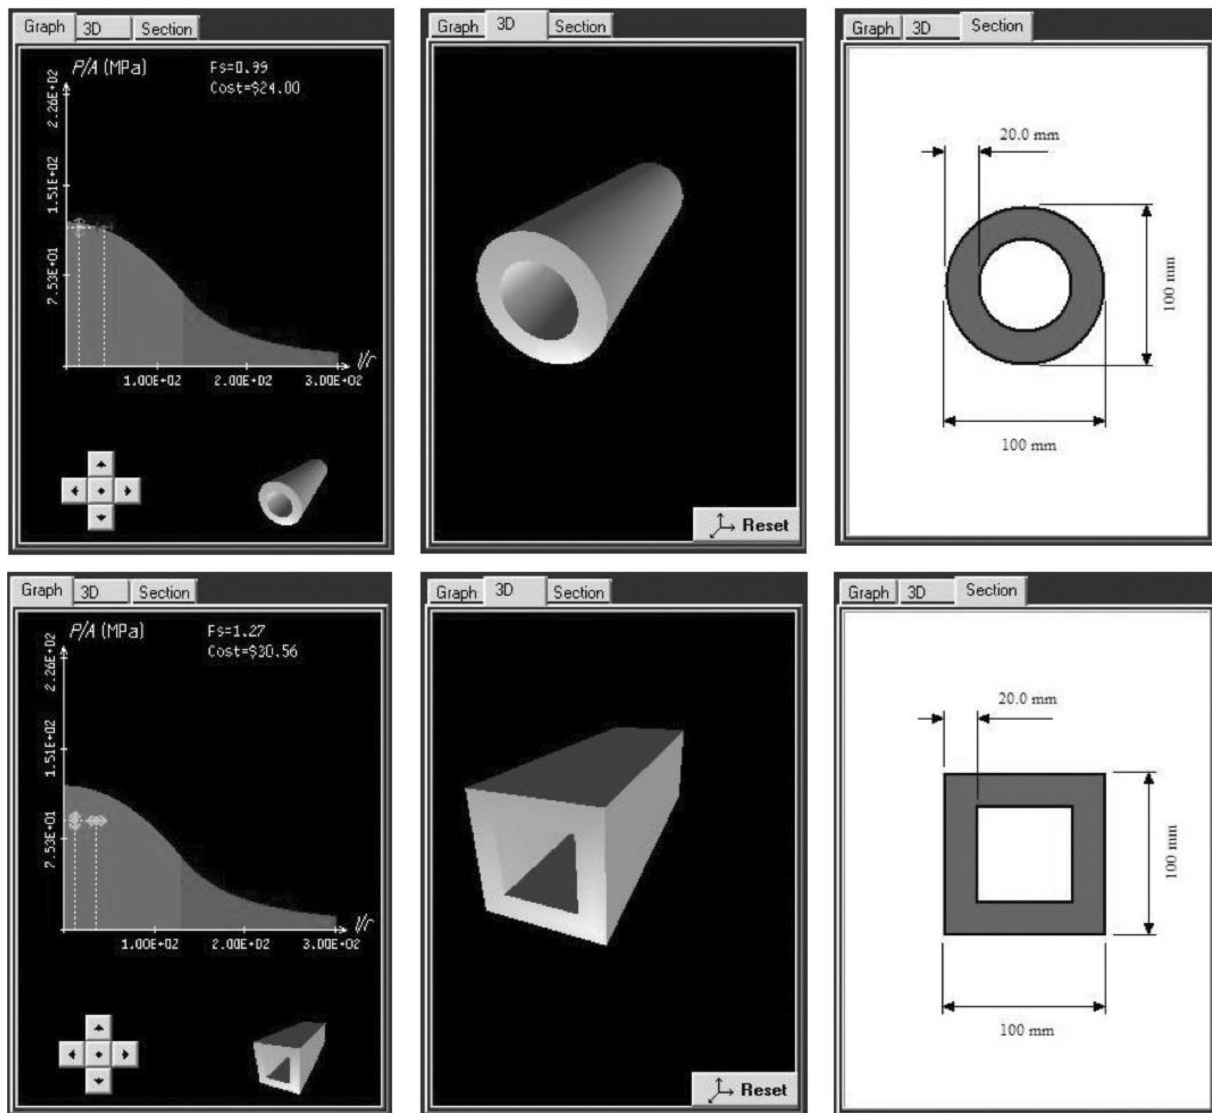 Graph 3D Section
P/A (MPa)
Fs=0.99
Cost=$24.00
2.26E+02
1.51E+02
7.53E+01
l/r
1.00E+02 2.00E+02 3.00E+02
Graph 3D Section
Reset
Graph 3D Section
20.0 mm
100 mm
100 mm
Graph 3D Section
P/A (MPa)
Fs=1.27
Cost=$30.56
2.26E+02
1.51E+02
7.53E+01
l/r
1.00E+02 2.00E+02 3.00E+02
Graph 3D Section
Reset
Graph 3D Section
20.0 mm
100 mm
100 mm